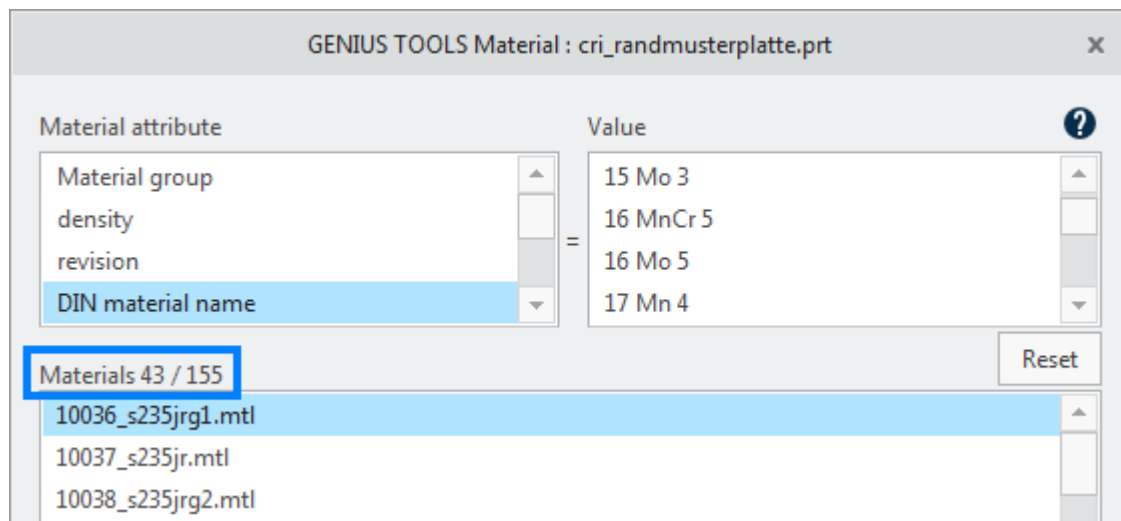 GENIUS TOOLS Material : cri_randmusterplatte.prt x
Material attribute
Material group
density
revision
DIN material name
=
Value
?
15 Mo 3
16 MnCr 5
16 Mo 5
17 Mn 4
Reset
Materials 43 / 155
10036_s235jrg1.mtl
10037_s235jr.mtl
10038_s235jrg2.mtl